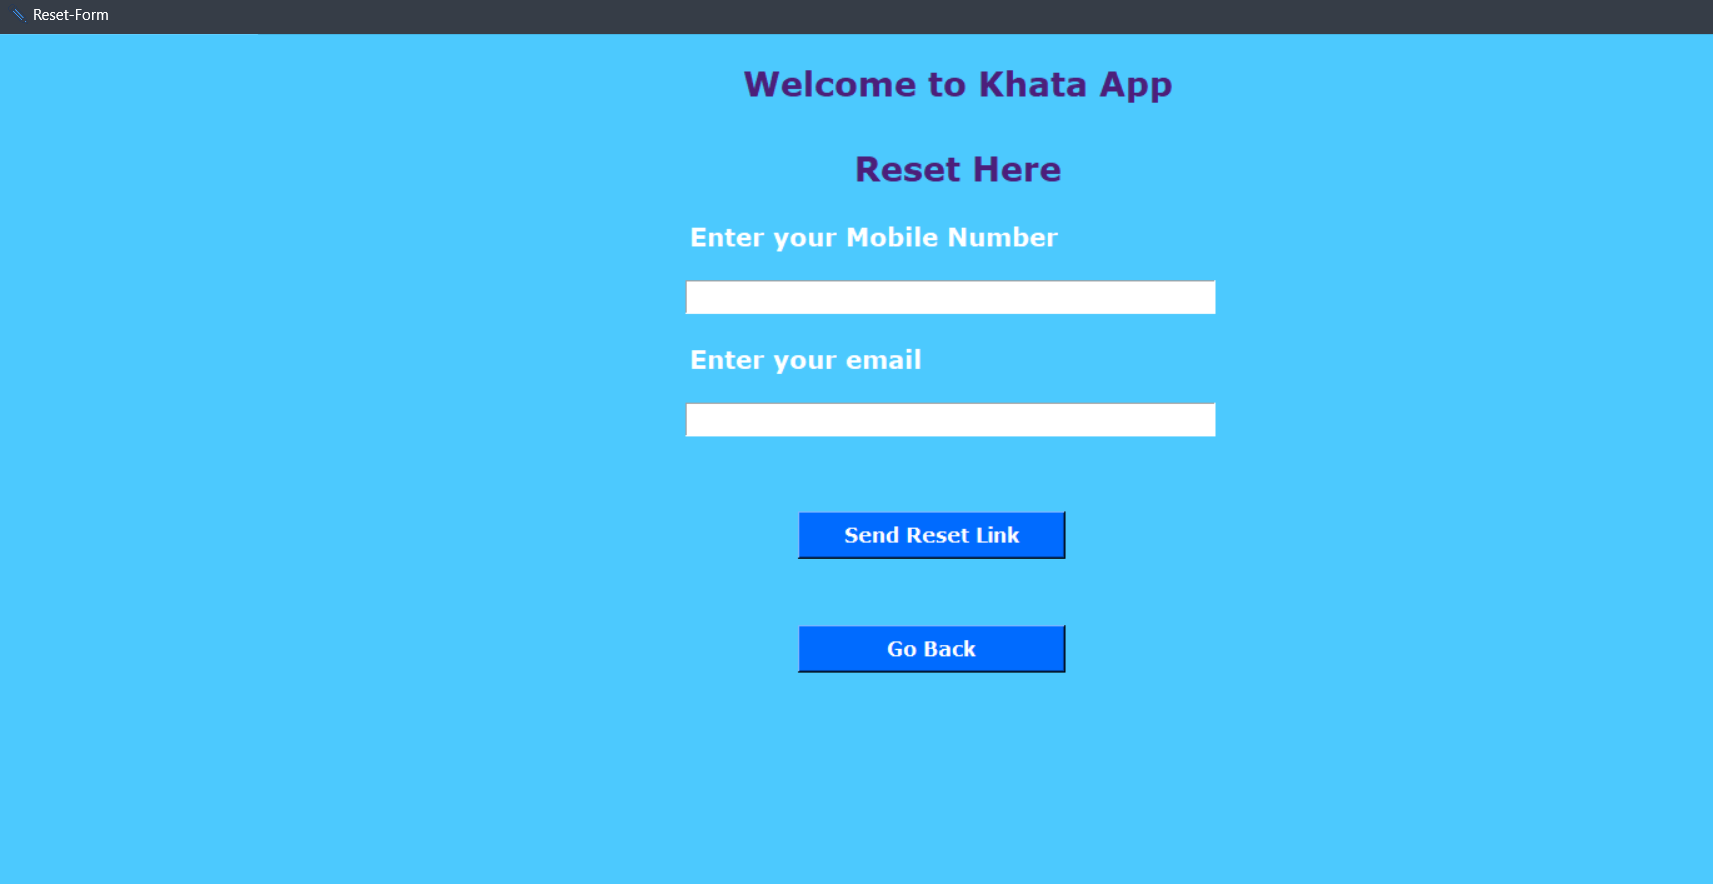 Reset-Form
Welcome to Khata App
Reset Here
Enter your Mobile Number
Enter your email
Send Reset Link
Go Back